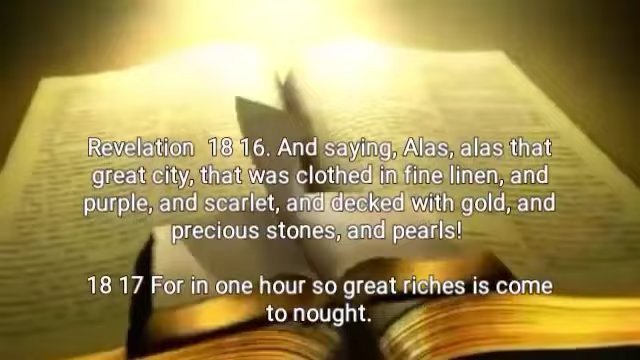 Revelation  18 16. And saying, Alas, alas that
great city, that was clothed in fine linen, and
purple, and scarlet, and decked with gold, and
precious stones, and pearls!
18 17 For in one hour so great riches is come
to nought.